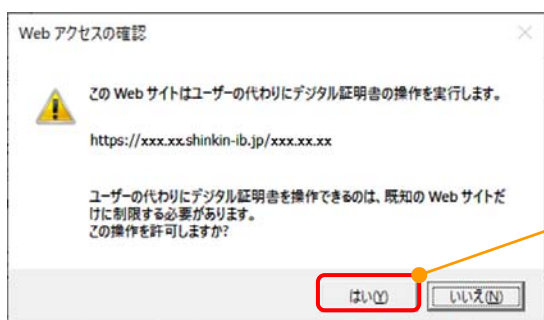 Web アクセスの確認
この Web サイトはユーザーの代わりにデジタル証明書の操作を実行します。
https://xxx.xx.shinkin-ib.jp/xxx.xx.xx
ユーザーの代わりにデジタル証明書を操作できるのは、既知の Web サイトだ
けに制限する必要があります。
この操作を許可しますか?
はい(Y)
いいえ(N)